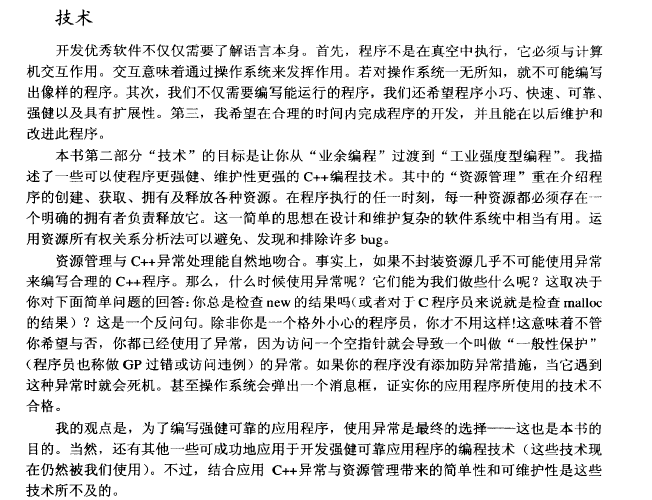 技术
开发优秀软件不仅仅需要了解语言本身。首先，程序不是在真空中执行，它必须与计算
机交互作用。交互意味着通过操作系统来发挥作用。若对操作系统一无所知，就不可能编写
出像样的程序。其次，我们不仅需要编写能运行的程序，我们还希望程序小巧、快速、可靠、
强健以及具有扩展性。第三，我希望在合理的时间内完成程序的开发，并且能在以后维护和
改进此程序。
本书第二部分“技术”的目标是让你从“业余编程”过渡到“工业强度型编程”。我描
述了一些可以使程序更强健、维护性更强的 C++编程技术。其中的“资源管理”重在介绍程
序的创建、获取、拥有及释放各种资源。在程序执行的任一时刻，每一种资源都必须存在一
个明确的拥有者负责释放它。这一简单的思想在设计和维护复杂的软件系统中相当有用。运
用资源所有权关系分析法可以避免、发现和排除许多 bug。
资源管理与 C++异常处理能自然地吻合。事实上，如果不封装资源几乎不可能使用异常
来编写合理的 C++程序。那么，什么时候使用异常呢？它们能为我们做些什么呢？这取决于
你对下面简单问题的回答：你总是检查 new 的结果吗（或者对于 C 程序员来说就是检查 malloc
的结果）？这是一个反问句。除非你是一个格外小心的程序员，你才不用这样！这意味着不管
你希望与否，你都已经使用了异常，因为访问一个空指针就会导致一个叫做“一般性保护”
（程序员也称做 GP 过错或访问违例）的异常。如果你的程序没有添加防异常措施，当它遇到
这种异常时就会死机。甚至操作系统会弹出一个消息框，证实你的应用程序所使用的技术不
合格。
我的观点是，为了编写强健可靠的应用程序，使用异常是最终的选择——这也是本书的
目的。当然，还有其他一些可成功地应用于开发强健可靠应用程序的编程技术（这些技术现
在仍然被我们使用）。不过，结合应用 C++异常与资源管理带来的简单性和可维护性是这些
技术所不及的。